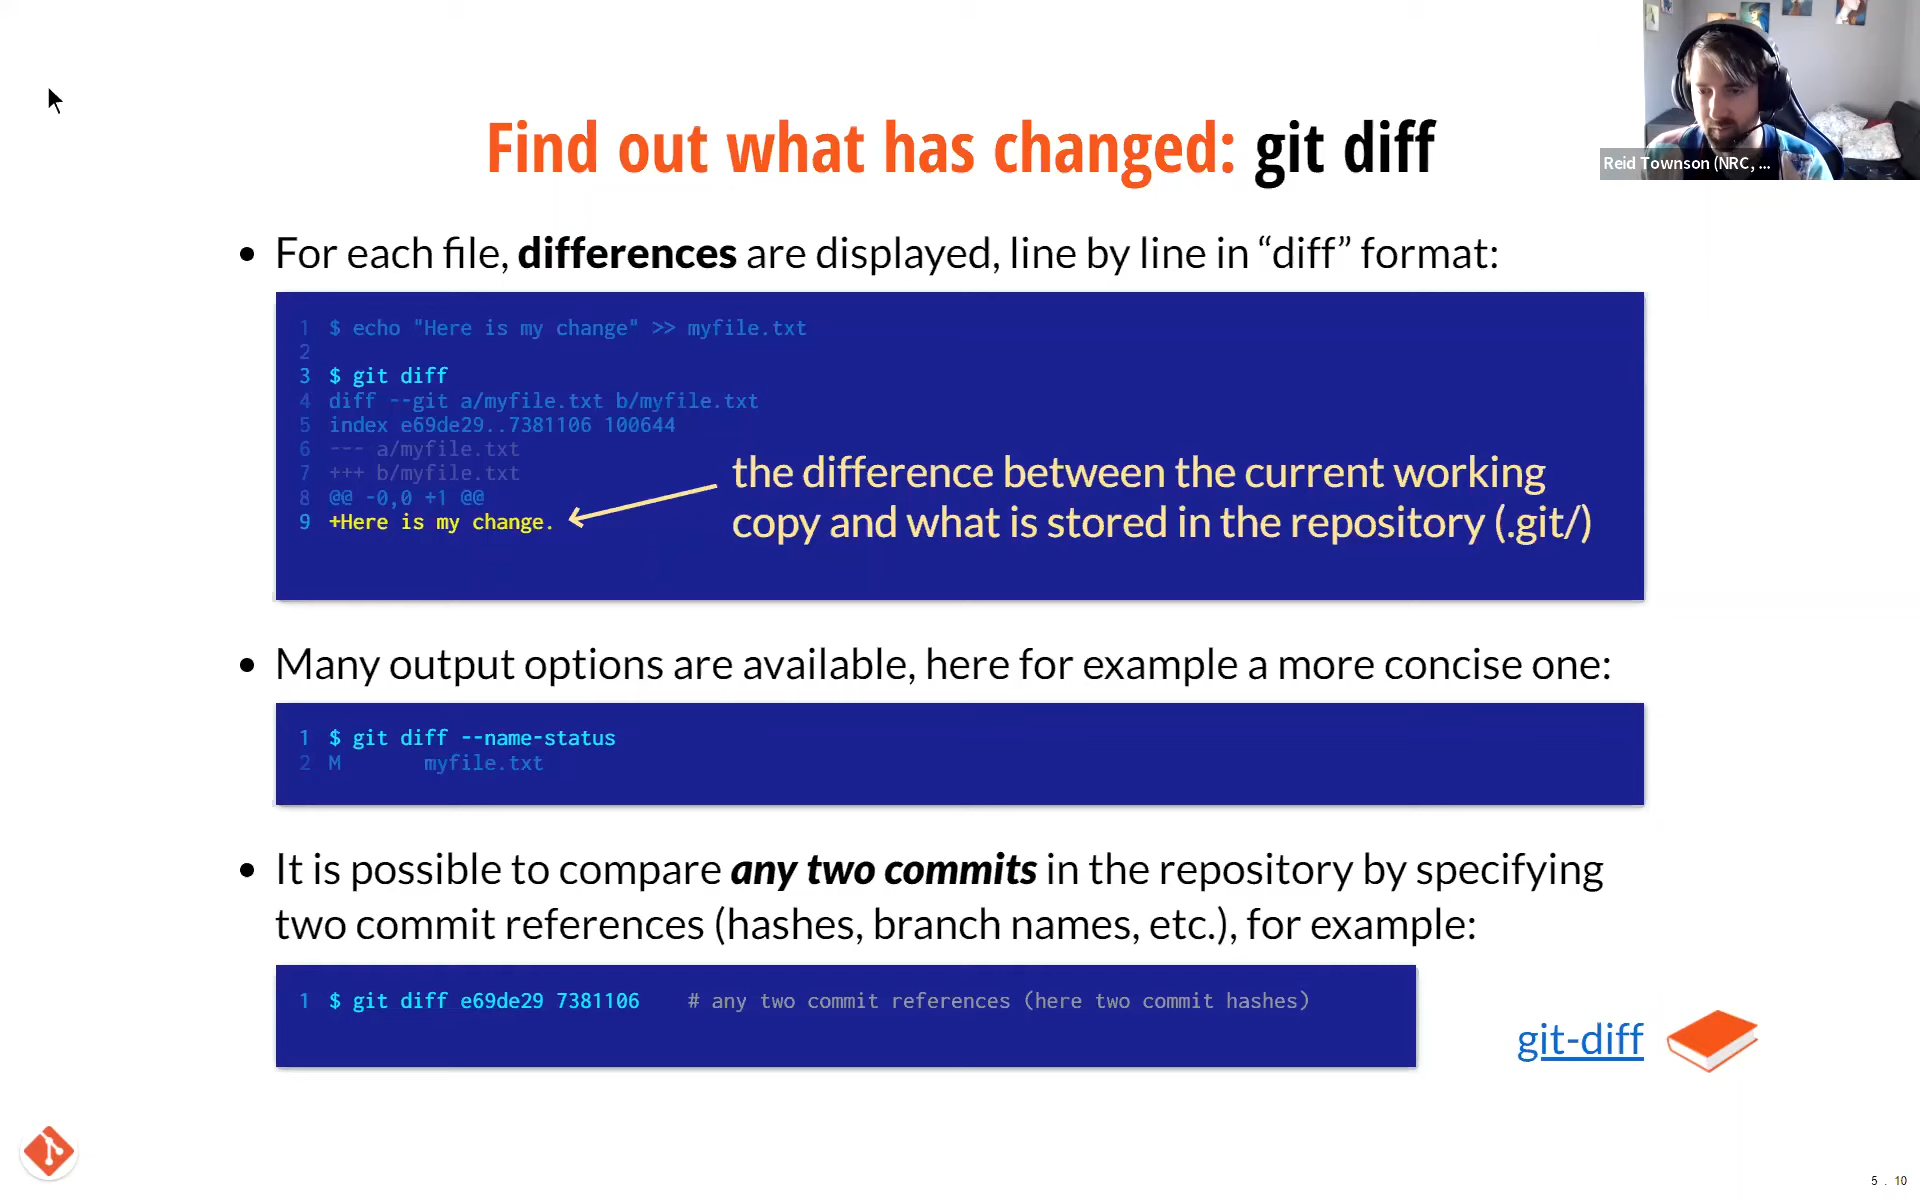 Find out what has changed: git diff
Reid Townson (NRC, ...
• For each file, differences are displayed, line by line in “diff” format:
1 $ echo "Here is my change" >> myfile.txt
2
3 $ git diff
4 diff --git a/myfile.txt b/myfile.txt
5 index e69de29..7381106 100644
6 --- a/myfile.txt
7 +++ b/myfile.txt
8 @@ -0,0 +1 @@
9 +Here is my change.
the difference between the current working
copy and what is stored in the repository (.git/)
• Many output options are available, here for example a more concise one:
1 $ git diff --name-status
2 M       myfile.txt
• It is possible to compare any two commits in the repository by specifying
two commit references (hashes, branch names, etc.), for example:
1 $ git diff e69de29 7381106    # any two commit references (here two commit hashes)
git-diff
5 . 10